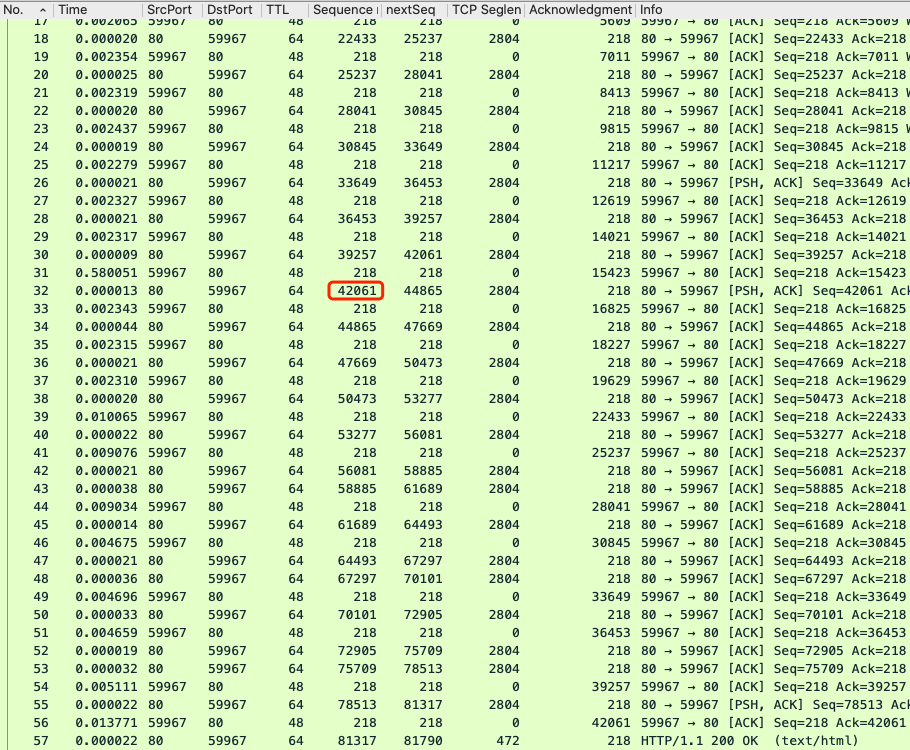 No. Time SrcPort DstPort TTL Sequence nextSeq TCP Seglen Acknowledgment Info
17 0.002065 59967 80 48 218 218 0 5609 59967 → 80 [ACK] Seq=218 Ack=5609 W
18 0.000020 80 59967 64 22433 25237 2804 218 80 → 59967 [ACK] Seq=22433 Ack=218
19 0.002354 59967 80 48 218 218 0 7011 59967 → 80 [ACK] Seq=218 Ack=7011 W
20 0.000025 80 59967 64 25237 28041 2804 218 80 → 59967 [ACK] Seq=25237 Ack=218
21 0.002319 59967 80 48 218 218 0 8413 59967 → 80 [ACK] Seq=218 Ack=8413 W
22 0.000020 80 59967 64 28041 30845 2804 218 80 → 59967 [ACK] Seq=28041 Ack=218
23 0.002437 59967 80 48 218 218 0 9815 59967 → 80 [ACK] Seq=218 Ack=9815 W
24 0.000019 80 59967 64 30845 33649 2804 218 80 → 59967 [ACK] Seq=30845 Ack=218
25 0.002279 59967 80 48 218 218 0 11217 59967 → 80 [ACK] Seq=218 Ack=11217
26 0.000021 80 59967 64 33649 36453 2804 218 80 → 59967 [PSH, ACK] Seq=33649 Ack
27 0.002327 59967 80 48 218 218 0 12619 59967 → 80 [ACK] Seq=218 Ack=12619
28 0.000021 80 59967 64 36453 39257 2804 218 80 → 59967 [ACK] Seq=36453 Ack=218
29 0.002317 59967 80 48 218 218 0 14021 59967 → 80 [ACK] Seq=218 Ack=14021
30 0.000009 80 59967 64 39257 42061 2804 218 80 → 59967 [ACK] Seq=39257 Ack=218
31 0.580051 59967 80 48 218 218 0 15423 59967 → 80 [ACK] Seq=218 Ack=15423
32 0.000013 80 59967 64 42061 44865 2804 218 80 → 59967 [PSH, ACK] Seq=42061 Ack
33 0.002343 59967 80 48 218 218 0 16825 59967 → 80 [ACK] Seq=218 Ack=16825
34 0.000044 80 59967 64 44865 47669 2804 218 80 → 59967 [ACK] Seq=44865 Ack=218
35 0.002315 59967 80 48 218 218 0 18227 59967 → 80 [ACK] Seq=218 Ack=18227
36 0.000021 80 59967 64 47669 50473 2804 218 80 → 59967 [ACK] Seq=47669 Ack=218
37 0.002310 59967 80 48 218 218 0 19629 59967 → 80 [ACK] Seq=218 Ack=19629
38 0.000020 80 59967 64 50473 53277 2804 218 80 → 59967 [ACK] Seq=50473 Ack=218
39 0.010065 59967 80 48 218 218 0 22433 59967 → 80 [ACK] Seq=218 Ack=22433
40 0.000022 80 59967 64 53277 56081 2804 218 80 → 59967 [ACK] Seq=53277 Ack=218
41 0.009076 59967 80 48 218 218 0 25237 59967 → 80 [ACK] Seq=218 Ack=25237
42 0.000021 80 59967 64 56081 58885 2804 218 80 → 59967 [ACK] Seq=56081 Ack=218
43 0.000038 80 59967 64 58885 61689 2804 218 80 → 59967 [ACK] Seq=58885 Ack=218
44 0.009034 59967 80 48 218 218 0 28041 59967 → 80 [ACK] Seq=218 Ack=28041
45 0.000014 80 59967 64 61689 64493 2804 218 80 → 59967 [ACK] Seq=61689 Ack=218
46 0.004675 59967 80 48 218 218 0 30845 59967 → 80 [ACK] Seq=218 Ack=30845
47 0.000021 80 59967 64 64493 67297 2804 218 80 → 59967 [ACK] Seq=64493 Ack=218
48 0.000036 80 59967 64 67297 70101 2804 218 80 → 59967 [ACK] Seq=67297 Ack=218
49 0.004696 59967 80 48 218 218 0 33649 59967 → 80 [ACK] Seq=218 Ack=33649
50 0.000033 80 59967 64 70101 72905 2804 218 80 → 59967 [ACK] Seq=70101 Ack=218
51 0.004659 59967 80 48 218 218 0 36453 59967 → 80 [ACK] Seq=218 Ack=36453
52 0.000019 80 59967 64 72905 75709 2804 218 80 → 59967 [ACK] Seq=72905 Ack=218
53 0.000032 80 59967 64 75709 78513 2804 218 80 → 59967 [ACK] Seq=75709 Ack=218
54 0.005111 59967 80 48 218 218 0 39257 59967 → 80 [ACK] Seq=218 Ack=39257
55 0.000022 80 59967 64 78513 81317 2804 218 80 → 59967 [PSH, ACK] Seq=78513 Ack
56 0.013771 59967 80 48 218 218 0 42061 59967 → 80 [ACK] Seq=218 Ack=42061
57 0.000022 80 59967 64 81317 81790 472 218 HTTP/1.1 200 OK (text/html)